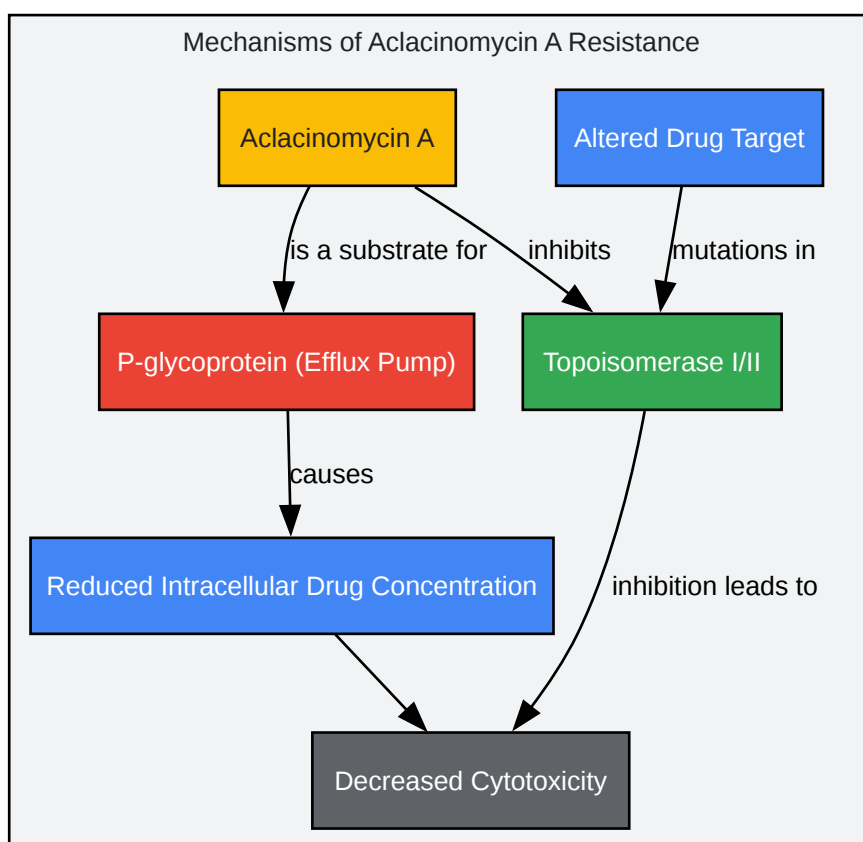 Mechanisms of Aclacinomycin A Resistance
Aclacinomycin A
Altered Drug Target
is a substrate for
inhibits
mutations in
P-glycoprotein (Efflux Pump)
Topoisomerase I/II
causes
Reduced Intracellular Drug Concentration
inhibition leads to
Decreased Cytotoxicity